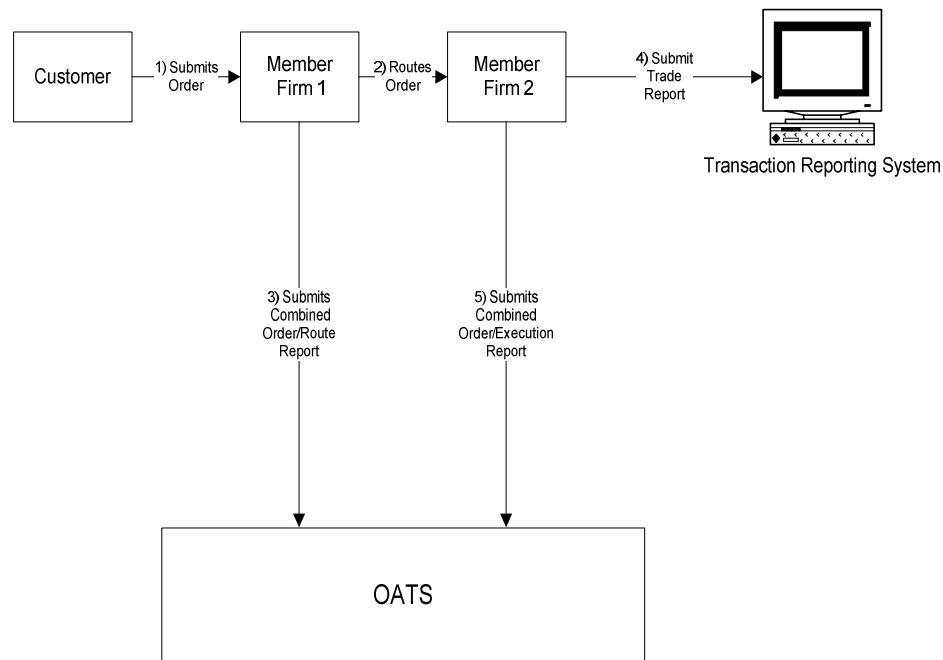 Customer
1) Submits
Order
Member
Firm 1
2) Routes
Order
Member
Firm 2
4) Submit
Trade
Report
Transaction Reporting System
3) Submits
Combined
Order/Route
Report
5) Submits
Combined
Order/Execution
Report
OATS